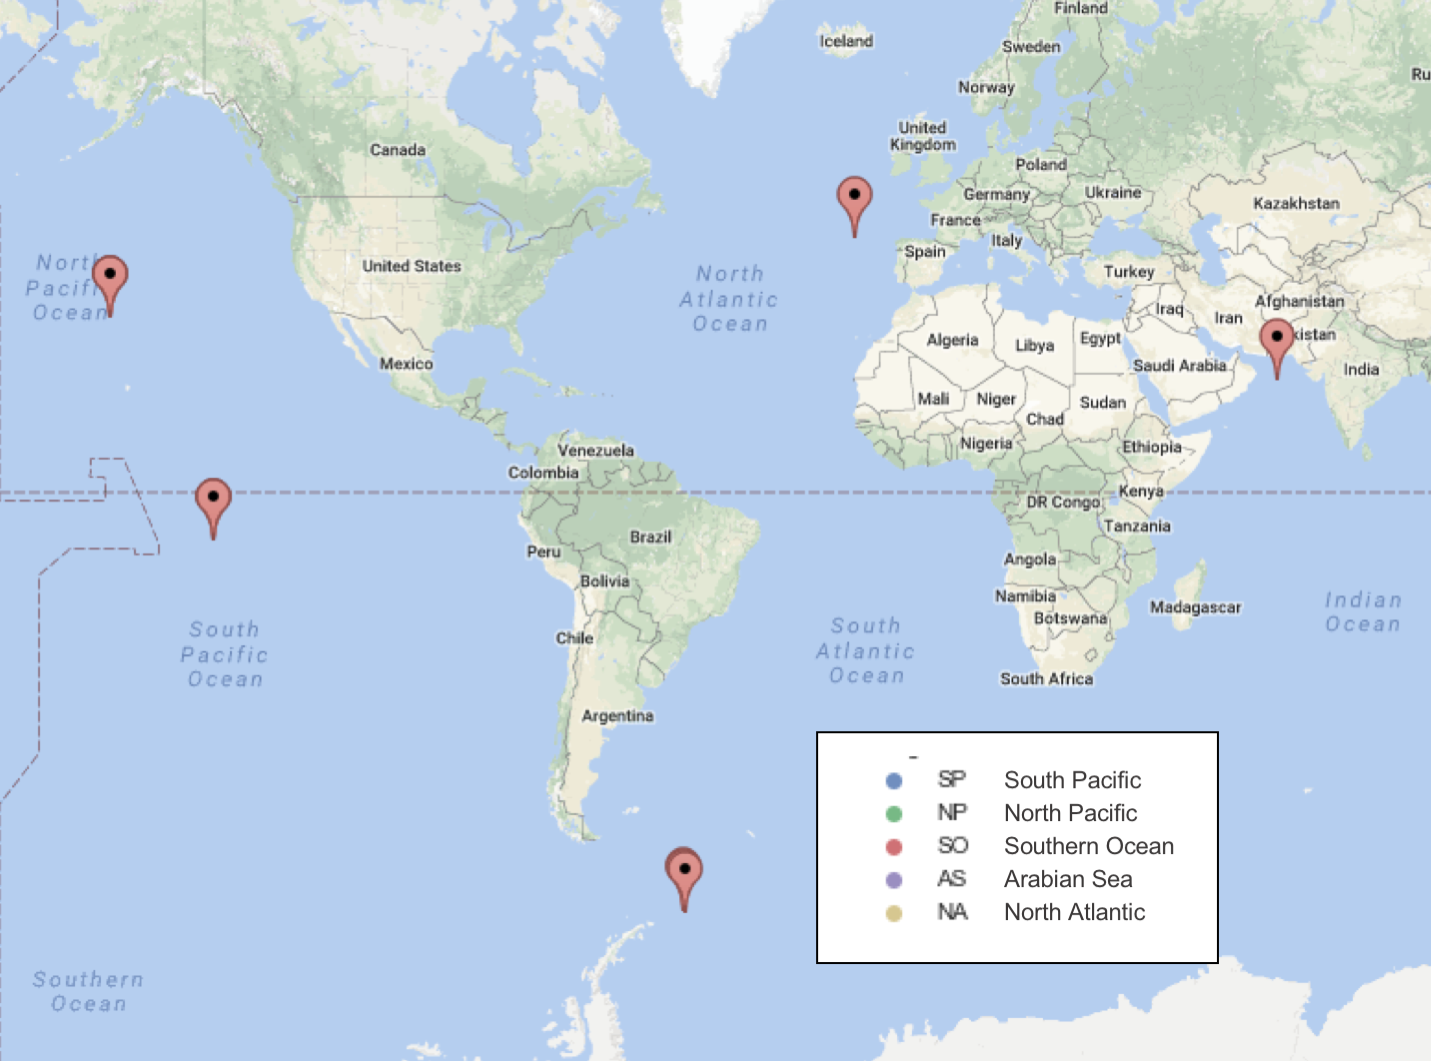 Finland
Iceland
Sweden
Ru
Norway
United
Kingdom
Canada
Poland
Germany
Ukraine
Kazakhstan
France
Italy
Spain
North
Pacific
Ocean
United States
North
Atlantic
Ocean
Turkey
Afghanistan
Iraq
Iran
kistan
Algeria
Libya
Egypt
Mexico
Saudi Arabia
India
Mali
Niger
Sudan
Chad
Nigeria
Ethiopia
Venezuela
Colombia
Kenya
DR Congo
Tanzania
Brazil
Peru
Angola
Bolivia
Namibia
Botswana
Madagascar
Indian
Ocean
South
Pacific
Ocean
Chile
South
Atlantic
Ocean
South Africa
Argentina
SP South Pacific
NP North Pacific
SO Southern Ocean
AS Arabian Sea
NA North Atlantic
Southern
Ocean